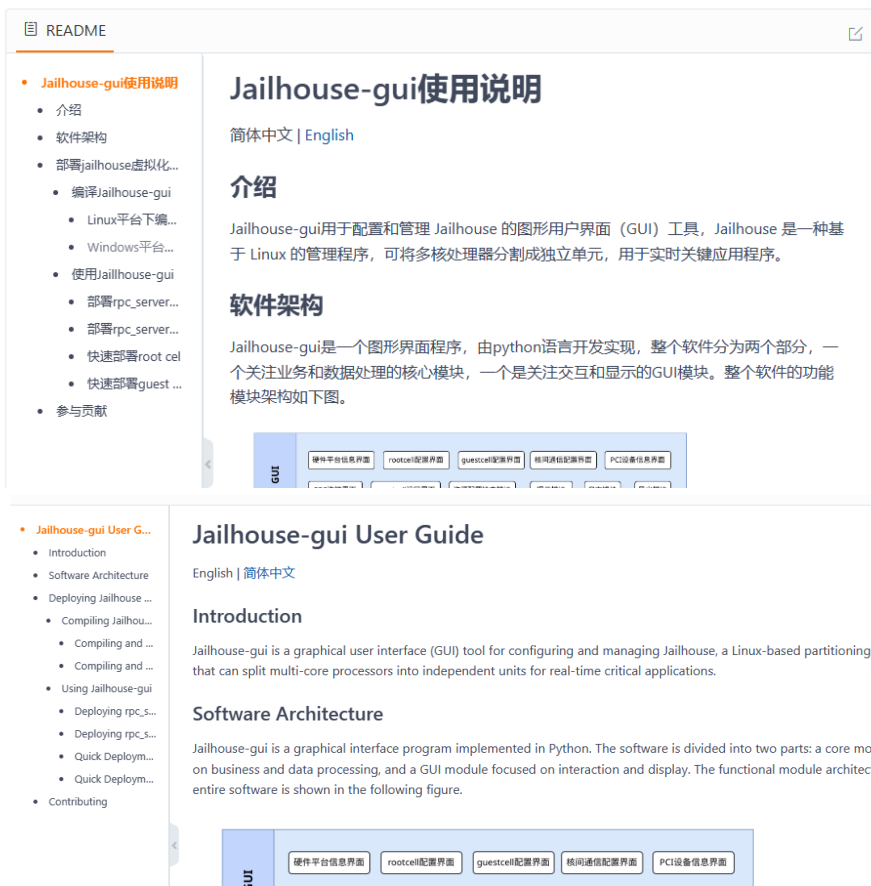 README
Jailhouse-gui使用说明
介绍
软件架构
部署jailhouse虚拟化...
编译Jailhouse-gui
Linux平台下编...
Windows平台...
使用Jaillhouse-gui
部署rpc_server...
部署rpc_server...
快速部署root cel
快速部署guest ...
参与贡献
Jailhouse-gui使用说明
简体中文 | English
介绍
Jailhouse-gui用于配置和管理 Jailhouse 的图形用户界面（GUI）工具，Jailhouse 是一种基
于 Linux 的管理程序，可将多核处理器分割成独立单元，用于实时关键应用程序。
软件架构
Jailhouse-gui是一个图形界面程序，由python语言开发实现，整个软件分为两个部分，一
个关注业务和数据处理的核心模块，一个是关注交互和显示的GUI模块。整个软件的功能
模块架构如下图。
GUI
硬件平台信息界面 rootcell配置界面 guestcell配置界面 核间通信配置界面 PCI设备信息界面
Jailhouse-gui User G...
Introduction
Software Architecture
Deploying Jailhouse ...
Compiling Jailhou...
Compiling and ...
Compiling and ...
Using Jailhouse-gui
Deploying rpc_s...
Deploying rpc_s...
Quick Deploym...
Quick Deploym...
Contributing
Jailhouse-gui User Guide
English | 简体中文
Introduction
Jailhouse-gui is a graphical user interface (GUI) tool for configuring and managing Jailhouse, a Linux-based partitioning
that can split multi-core processors into independent units for real-time critical applications.
Software Architecture
Jailhouse-gui is a graphical interface program implemented in Python. The software is divided into two parts: a core mo
on business and data processing, and a GUI module focused on interaction and display. The functional module architec
entire software is shown in the following figure.
GUI
硬件平台信息界面 rootcell配置界面 guestcell配置界面 核间通信配置界面 PCI设备信息界面